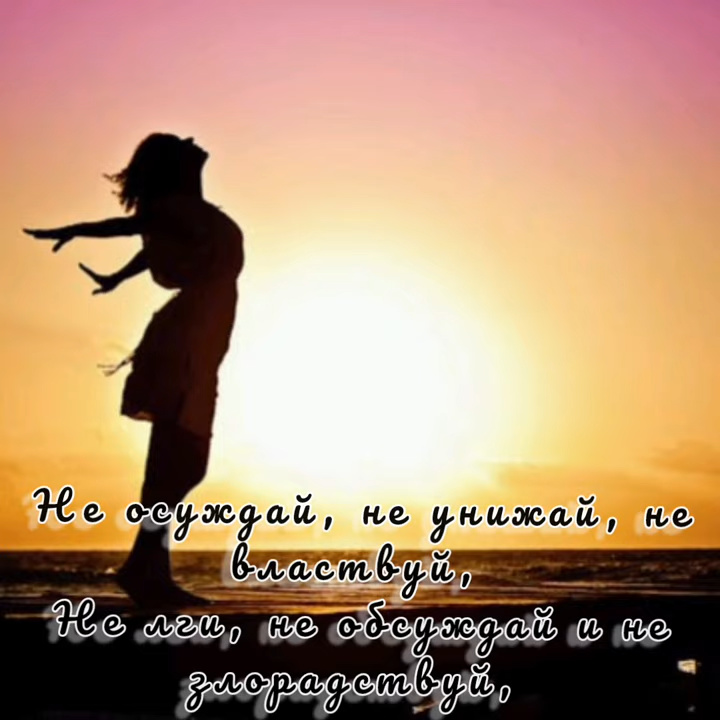 Не осуждай, не унижай, не
властвуй,
Не лги, не обсуждай и не
злорадствуй,